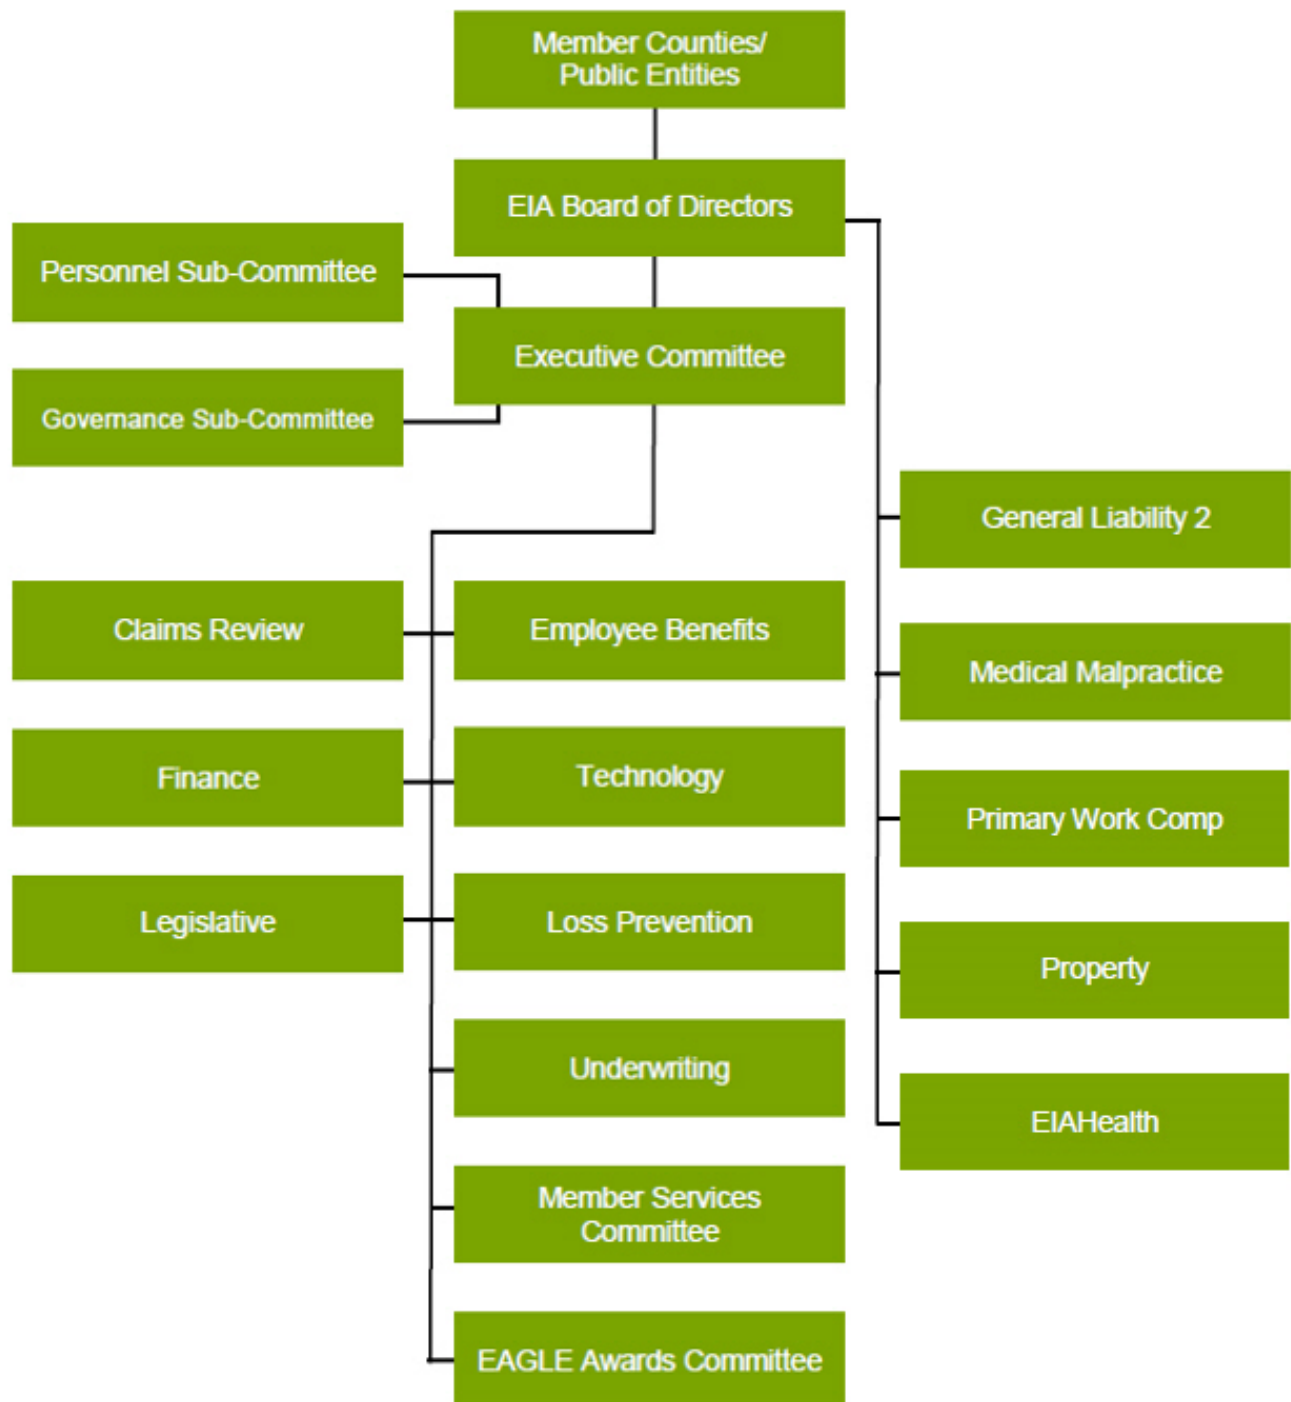 Member Counties/
Public Entities
EIA Board of Directors
Personnel Sub-Committee
Executive Committee
Governance Sub-Committee
General Liability 2
Claims Review
Employee Benefits
Medical Malpractice
Finance
Technology
Primary Work Comp
Legislative
Loss Prevention
Property
Underwriting
EIAHealth
Member Services
Committee
EAGLE Awards Committee